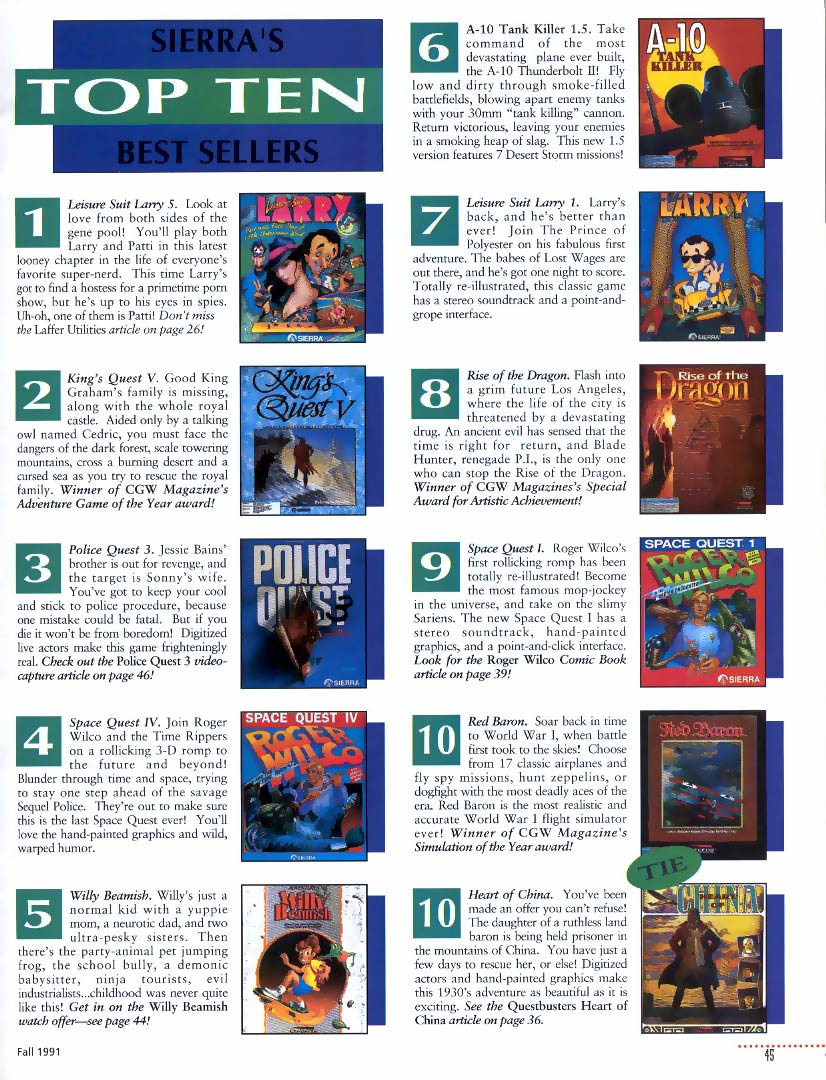 SIERRA'S
TOP TEN
BEST SELLERS
1
Leisure Suit Larry 5. Look at
love from both sides of the
gene pool! You'll play both
Larry and Patti in this latest
looney chapter in the life of everyone's
favorite super-nerd. This time Larry's
got to find a hostess for a primetime porn
show, but he's up to his eyes in spies.
Uh-oh, one of them is Patti! Don't miss
the Laffer Utilities article on page 26!
LARRY
SIERRA
2
King's Quest V. Good King
Graham's family is missing,
along with the whole royal
castle. Aided only by a talking
owl named Cedric, you must face the
dangers of the dark forest, scale towering
mountains, cross a burning desert and a
cursed sea as you try to rescue the royal
family. Winner of CGW Magazine's
Adventure Game of the Year award!
King's
Quest V
3
Police Quest 3. Jessie Bains'
brother is out for revenge, and
the target is Sonny's wife.
You've got to keep your cool
and stick to police procedure, because
one mistake could be fatal. But if you
die it won't be from boredom! Digitized
live actors make this game frighteningly
real. Check out the Police Quest 3 video-
capture article on page 46!
POLICE
QUEST
3
SIERRA
4
Space Quest IV. Join Roger
Wilco and the Time Rippers
on a rollicking 3-D romp to
the future and beyond!
Blunder through time and space, trying
to stay one step ahead of the savage
Sequel Police. They're out to make sure
this is the last Space Quest ever! You'll
love the hand-painted graphics and wild,
warped humor.
SPACE QUEST IV
ROGER
WILCO
SIERRA
5
Willy Beamish. Willy's just a
normal kid with a yuppie
mom, a neurotic dad, and two
ultra-pesky sisters. Then
there's the party-animal pet jumping
frog, the school bully, a demonic
babysitter, ninja tourists, evil
industrialists...childhood was never quite
like this! Get in on the Willy Beamish
watch offer—see page 44!
Willy
Beamish
6
A-10 Tank Killer 1.5. Take
command of the most
devastating plane ever built,
the A-10 Thunderbolt II! Fly
low and dirty through smoke-filled
battlefields, blowing apart enemy tanks
with your 30mm "tank killing" cannon.
Return victorious, leaving your enemies
in a smoking heap of slag. This new 1.5
version features 7 Desert Storm missions!
A-10
TANK
KILLER
7
Leisure Suit Larry 1. Larry's
back, and he's better than
ever! Join The Prince of
Polyester on his fabulous first
adventure. The babes of Lost Wages are
out there, and he's got one night to score.
Totally re-illustrated, this classic game
has a stereo soundtrack and a point-and-
grope interface.
LARRY
SIERRA
8
Rise of the Dragon. Flash into
a grim future Los Angeles,
where the life of the city is
threatened by a devastating
drug. An ancient evil has sensed that the
time is right for return, and Blade
Hunter, renegade P.I., is the only one
who can stop the Rise of the Dragon.
Winner of CGW Magazines's Special
Award for Artistic Achievement!
Rise of the
Dragon
9
Space Quest I. Roger Wilco's
first rollicking romp has been
totally re-illustrated! Become
the most famous mop-jockey
in the universe, and take on the slimy
Sariens. The new Space Quest I has a
stereo soundtrack, hand-painted
graphics, and a point-and-click interface.
Look for the Roger Wilco Comic Book
article on page 39!
SPACE QUEST 1
ROGER
WILCO
SIERRA
10
Red Baron. Soar back in time
to World War I, when battle
first took to the skies! Choose
from 17 classic airplanes and
fly spy missions, hunt zeppelins, or
dogfight with the most deadly aces of the
era. Red Baron is the most realistic and
accurate World War I flight simulator
ever! Winner of CGW Magazine's
Simulation of the Year award!
Red Baron
TIE
10
Heart of China. You've been
made an offer you can't refuse!
The daughter of a ruthless land
baron is being held prisoner in
the mountains of China. You have just a
few days to rescue her, or else! Digitized
actors and hand-painted graphics make
this 1930's adventure as beautiful as it is
exciting. See the Questbusters Heart of
China article on page 36.
CHINA
Fall 1991
45